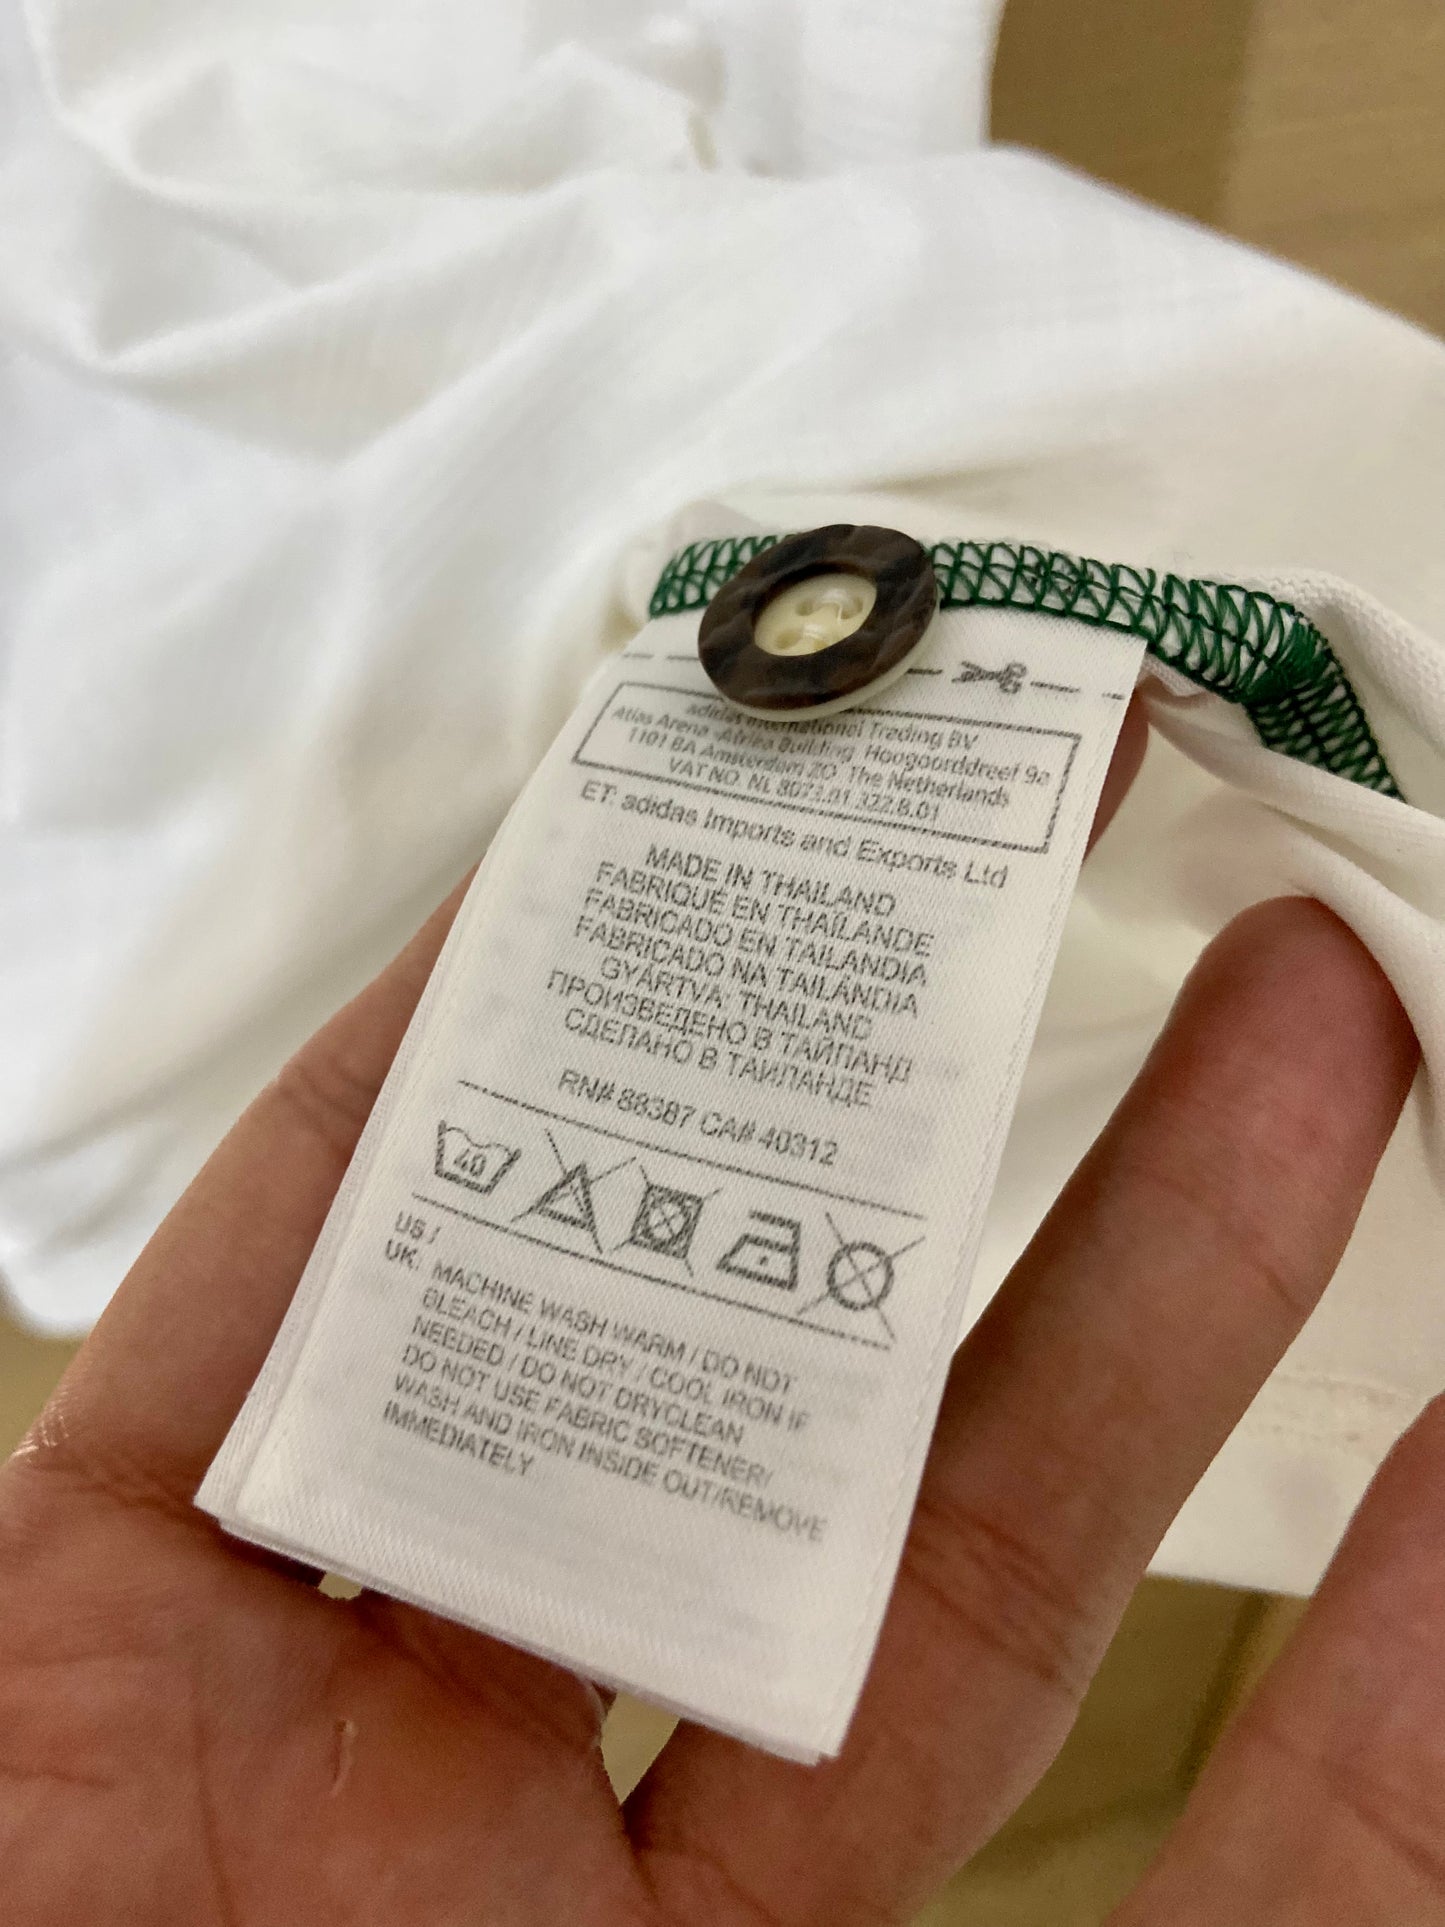 adidas International Trading BV
Atlas Arena -Africa Building, Hoogoorddreef 9a
1101 BA Amsterdam ZO, The Netherlands
VAT NO. NL 8073.01.322.B.01
ET: adidas Imports and Exports Ltd
MADE IN THAILAND
FABRIQUÉ EN THAÏLANDE
FABRICADO EN TAILANDIA
FABRICADO NA TAILÂNDIA
GYÁRTVA: THAILAND
ПРОИЗВЕДЕНО В ТАЙЛАНД
СДЕЛАНО В ТАИЛАНДЕ
RN# 88387 CA# 40312
40
US /
UK: MACHINE WASH WARM / DO NOT
BLEACH / LINE DRY / COOL IRON IF
NEEDED / DO NOT DRYCLEAN
DO NOT USE FABRIC SOFTENER/
WASH AND IRON INSIDE OUT/REMOVE
IMMEDIATELY